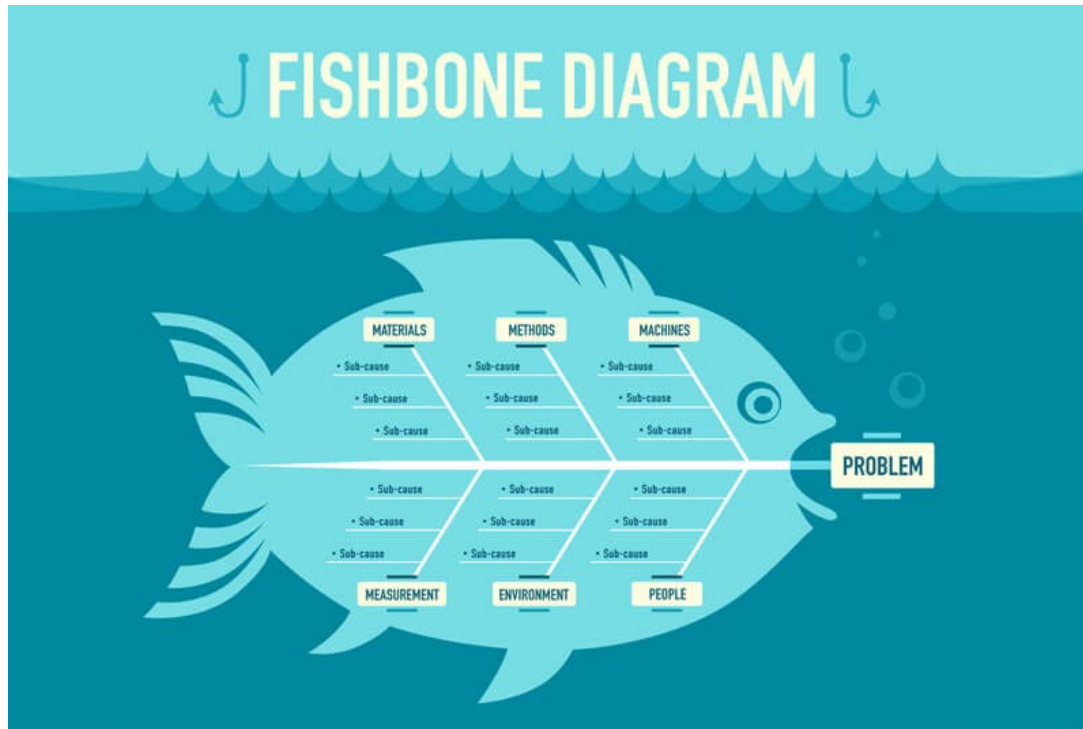 FISHBONE DIAGRAM
MATERIALS
METHODS
MACHINES
• Sub-cause
• Sub-cause
• Sub-cause
• Sub-cause
• Sub-cause
• Sub-cause
• Sub-cause
• Sub-cause
• Sub-cause
PROBLEM
• Sub-cause
• Sub-cause
• Sub-cause
• Sub-cause
• Sub-cause
• Sub-cause
• Sub-cause
• Sub-cause
• Sub-cause
MEASUREMENT
ENVIRONMENT
PEOPLE